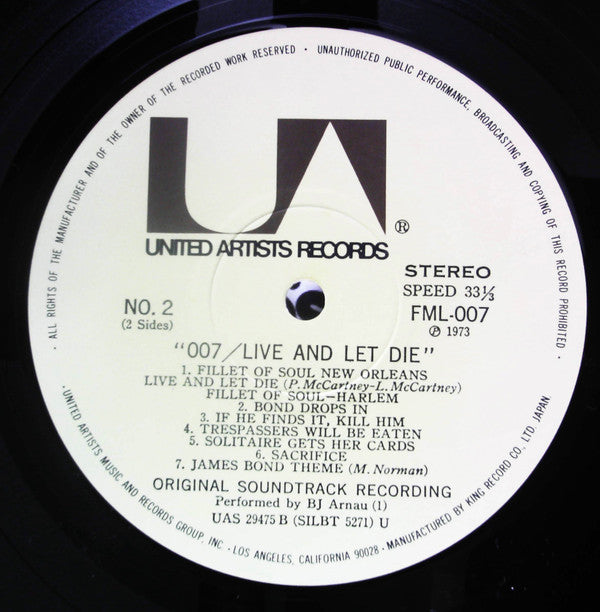 · ALL RIGHTS OF THE MANUFACTURER AND OF THE OWNER OF THE RECORDED WORK RESERVED · UNAUTHORIZED PUBLIC PERFORMANCE, BROADCASTING AND COPYING OF THIS RECORD PROHIBITED ·
UA®
UNITED ARTISTS RECORDS
STEREO
SPEED 33⅓
NO. 2
(2 Sides)
FML-007
℗ 1973
"007/LIVE AND LET DIE"
1. FILLET OF SOUL NEW ORLEANS
LIVE AND LET DIE (P. McCartney-L. McCartney)
FILLET OF SOUL-HARLEM
2. BOND DROPS IN
3. IF HE FINDS IT, KILL HIM
4. TRESPASSERS WILL BE EATEN
5. SOLITAIRE GETS HER CARDS
6. SACRIFICE
7. JAMES BOND THEME (M. Norman)
ORIGINAL SOUNDTRACK RECORDING
Performed by BJ Arnau (1)
UAS 29475 B (SILBT 5271) U
· UNITED ARTISTS MUSIC AND RECORDS GROUP, INC · LOS ANGELES, CALIFORNIA 90028 · MANUFACTURED BY KING RECORD CO., LTD. JAPAN.